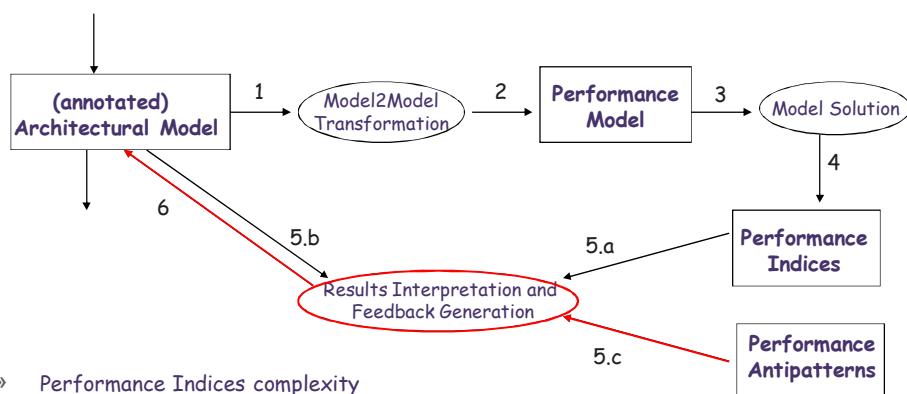 (annotated)
Architectural Model
1
Model2Model
Transformation
2
Performance
Model
3
Model Solution
4
6
5.b
5.a
Performance
Indices
Results Interpretation and
Feedback Generation
5.c
Performance
Antipatterns
» Performance Indices complexity